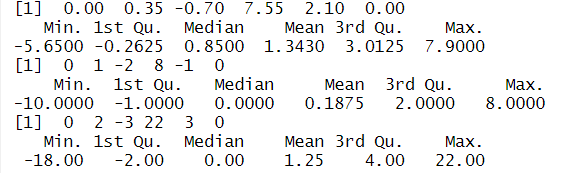 [1]  0.00  0.35 -0.70  7.55  2.10  0.00
   Min. 1st Qu.  Median    Mean 3rd Qu.    Max.
-5.6500 -0.2625  0.8500  1.3430  3.0125  7.9000
[1]  0  1 -2  8 -1  0
    Min.  1st Qu.   Median     Mean  3rd Qu.     Max.
-10.0000  -1.0000   0.0000   0.1875   2.0000   8.0000
[1]  0  2 -3 22  3  0
   Min. 1st Qu.  Median    Mean 3rd Qu.    Max.
 -18.00   -2.00    0.00    1.25    4.00   22.00